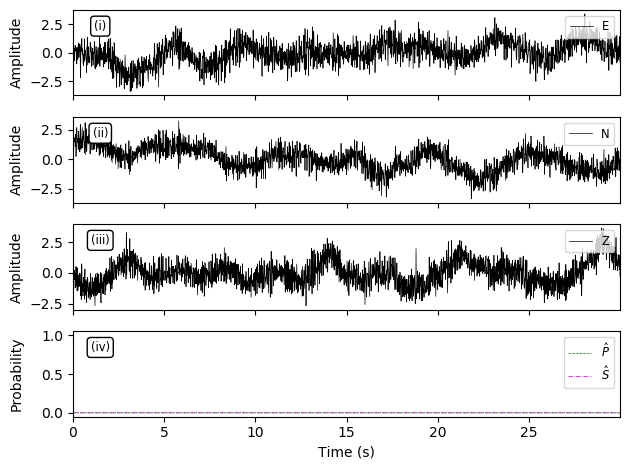 Amplitude
2.5
0.0
−2.5
(i)
E
Amplitude
2.5
0.0
−2.5
(ii)
N
Amplitude
2.5
0.0
−2.5
(iii)
Z
Probability
1.0
0.5
0.0
(iv)
P̂
Ŝ
0 5 10 15 20 25
Time (s)